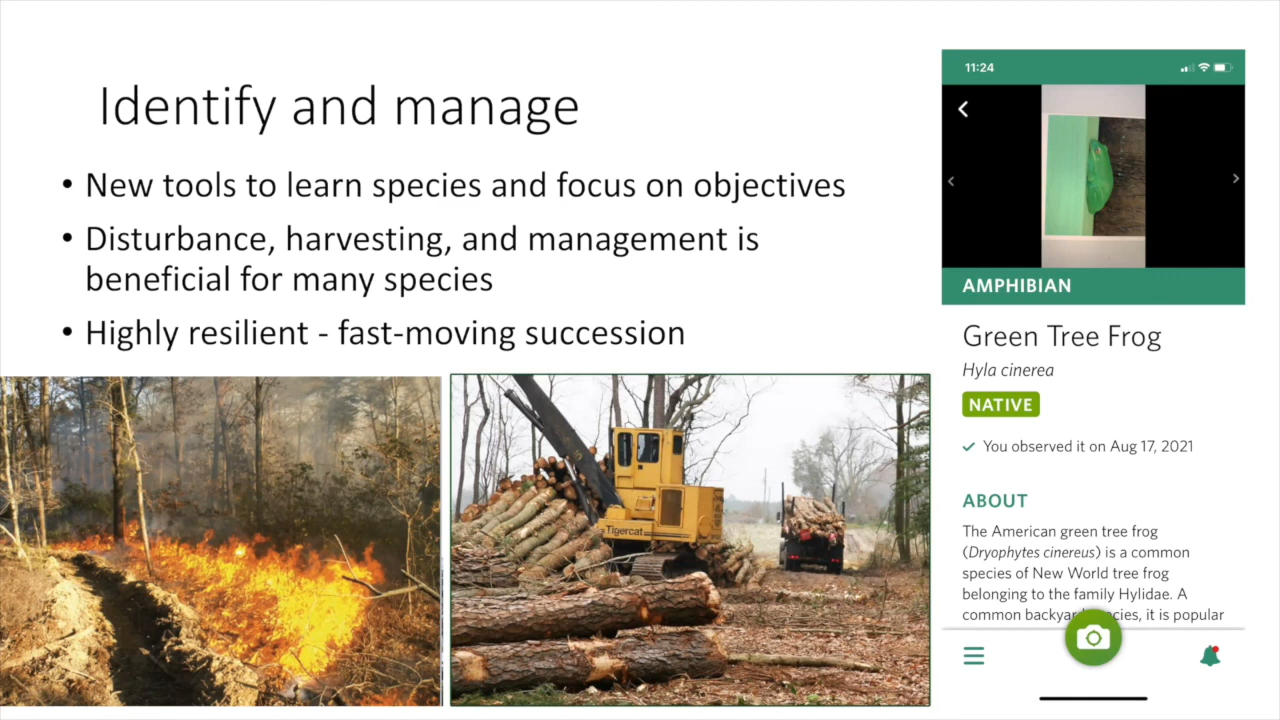 Identify and manage
• New tools to learn species and focus on objectives
• Disturbance, harvesting, and management is
beneficial for many species
• Highly resilient - fast-moving succession
Tigercat
11:24
AMPHIBIAN
Green Tree Frog
Hyla cinerea
NATIVE
You observed it on Aug 17, 2021
ABOUT
The American green tree frog
(Dryophytes cinereus) is a common
species of New World tree frog
belonging to the family Hylidae. A
common backyar cies, it is popular